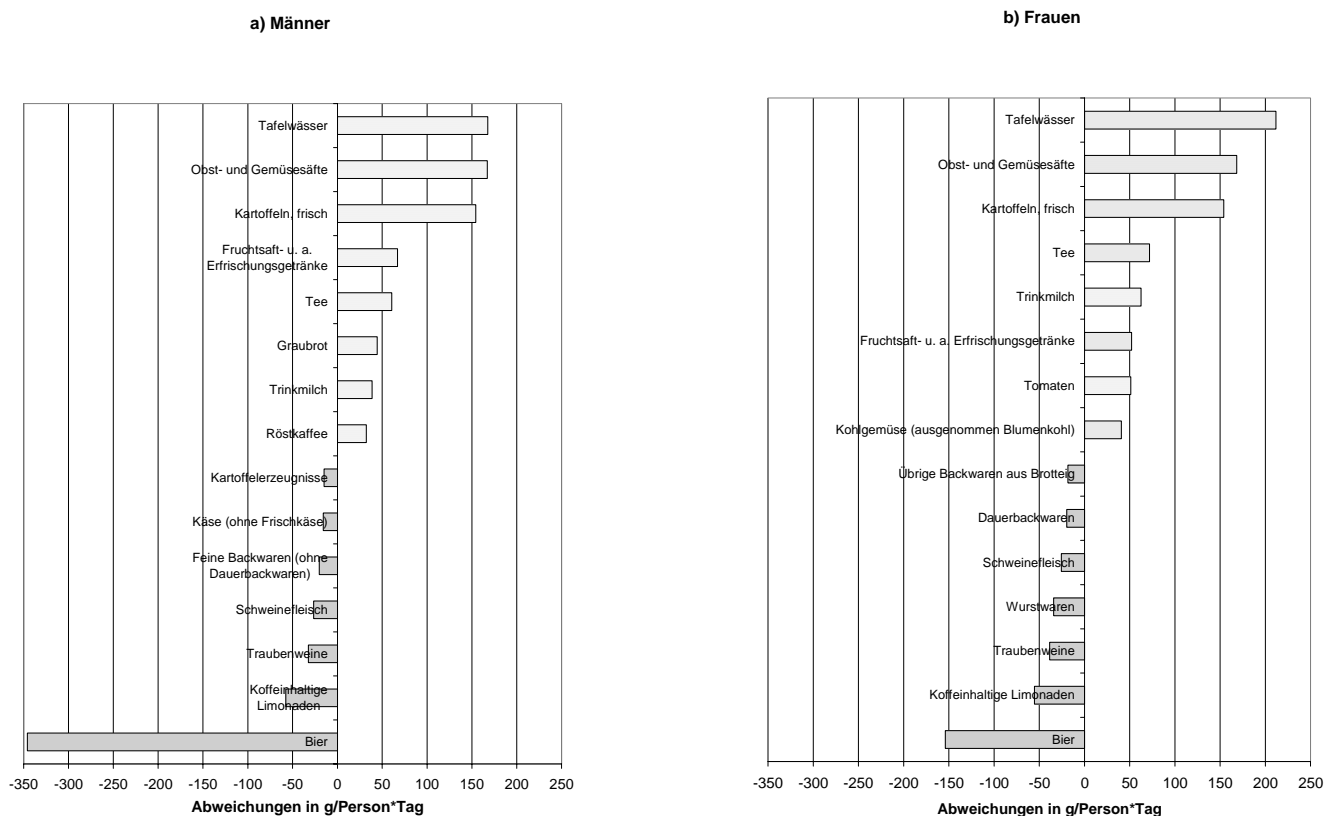 a) Männer
Tafelwässer
Obst- und Gemüsesäfte
Kartoffeln, frisch
Fruchtsaft- u. a.
Erfrischungsgetränke
Tee
Graubrot
Trinkmilch
Röstkaffee
Kartoffelerzeugnisse
Käse (ohne Frischkäse)
Feine Backwaren (ohne
Dauerbackwaren)
Schweinefleisch
Traubenweine
Koffeinhaltige
Limonaden
Bier
-350 -300 -250 -200 -150 -100 -50 0 50 100 150 200 250
Abweichungen in g/Person*Tag
b) Frauen
Tafelwässer
Obst- und Gemüsesäfte
Kartoffeln, frisch
Tee
Trinkmilch
Fruchtsaft- u. a. Erfrischungsgetränke
Tomaten
Kohlgemüse (ausgenommen Blumenkohl)
Übrige Backwaren aus Brotteig
Dauerbackwaren
Schweinefleisch
Wurstwaren
Traubenweine
Koffeinhaltige Limonaden
Bier
-350 -300 -250 -200 -150 -100 -50 0 50 100 150 200 250
Abweichungen in g/Person*Tag